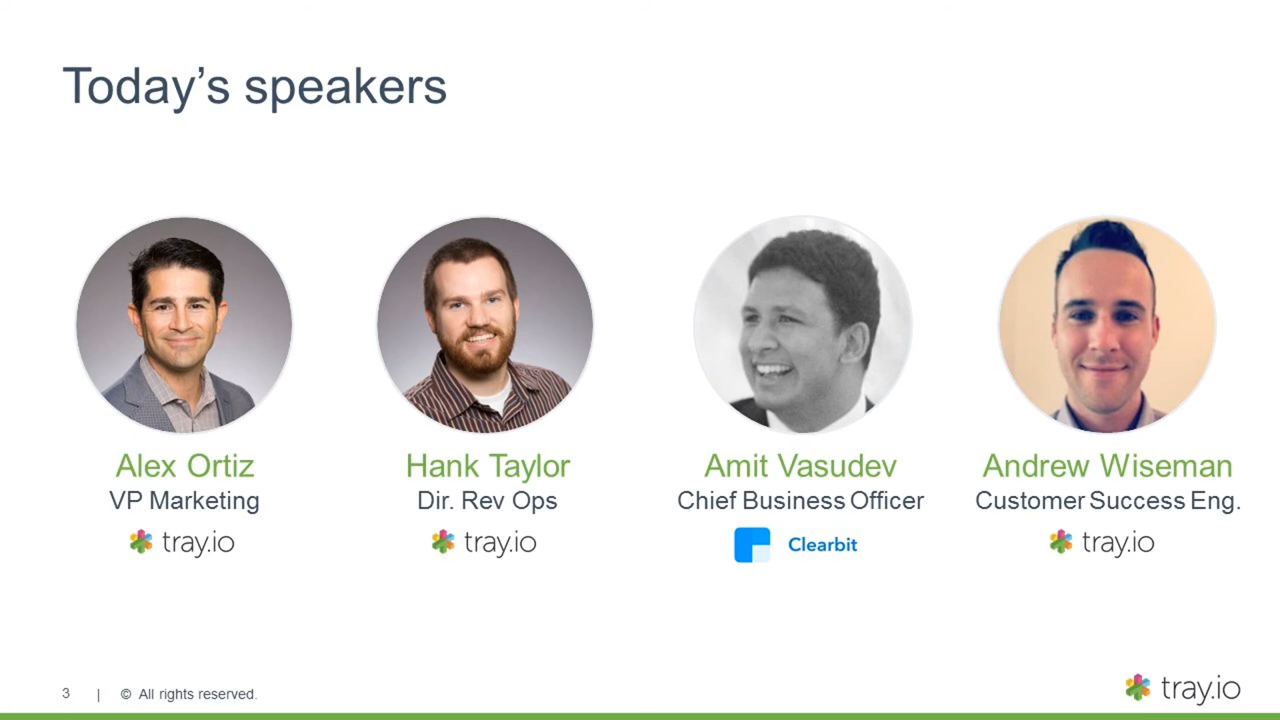 Today’s speakers
Alex Ortiz
VP Marketing
tray.io
Hank Taylor
Dir. Rev Ops
tray.io
Amit Vasudev
Chief Business Officer
Clearbit
Andrew Wiseman
Customer Success Eng.
tray.io
3 | © All rights reserved.
tray.io